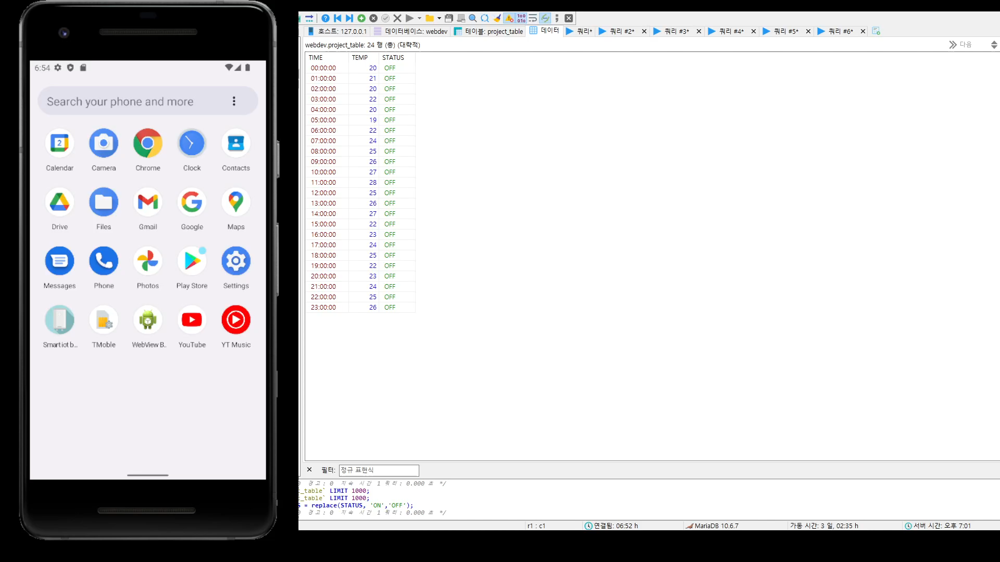 6:54
Search your phone and more
2
Calendar
Camera
Chrome
Clock
Contacts
Drive
Files
Gmail
Google
Maps
Messages
Phone
Photos
Play Store
Settings
Smart iot b...
TMoble
WebView B..
YouTube
YT Music
호스트: 127.0.0.1
데이터베이스: webdev
테이블: project_table
데이터
쿼리*
쿼리 #2*
쿼리 #3*
쿼리 #4*
쿼리 #5*
쿼리 #6*
webdev.project_table: 24 행 (총) (대략적)
다음
TIME TEMP STATUS
00:00:00 20 OFF
01:00:00 21 OFF
02:00:00 20 OFF
03:00:00 22 OFF
04:00:00 20 OFF
05:00:00 19 OFF
06:00:00 22 OFF
07:00:00 24 OFF
08:00:00 25 OFF
09:00:00 26 OFF
10:00:00 27 OFF
11:00:00 28 OFF
12:00:00 25 OFF
13:00:00 26 OFF
14:00:00 27 OFF
15:00:00 22 OFF
16:00:00 23 OFF
17:00:00 24 OFF
18:00:00 25 OFF
19:00:00 22 OFF
20:00:00 23 OFF
21:00:00 24 OFF
22:00:00 25 OFF
23:00:00 26 OFF
필터: 정규 표현식
경고: 0 지속 시간 1 쿼리: 0.000 초 */
_table` LIMIT 1000;
_table` LIMIT 1000;
= replace(STATUS, 'ON','OFF');
경고: 0 지속 시간 1 쿼리: 0.000 초 */
r1 : c1
연결됨: 06:52 h
MariaDB 10.6.7
가동 시간: 3 일, 02:35 h
서버 시간: 오후 7:01